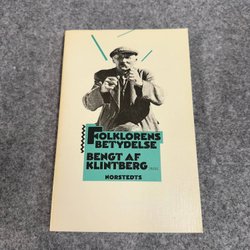 FOLKLORENS
BETYDELSE
BENGT AF
KLINTBERG
NORSTEDTS